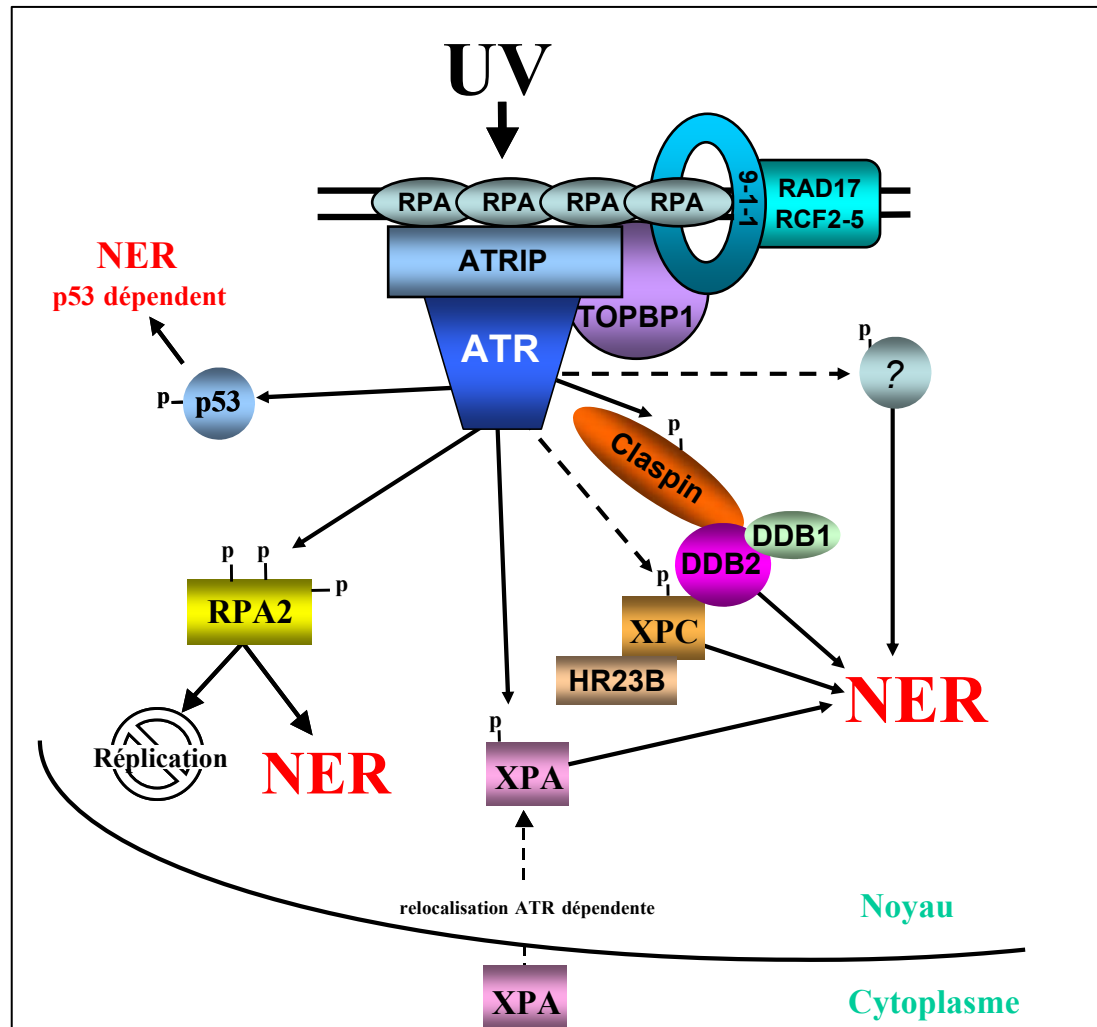 UV
RPA RPA RPA RPA
9-1-1
RAD17
RCF2-5
ATRIP
TOPBP1
ATR
NER
p53 dépendent
p
p53
p
?
p
Claspin
DDB1
DDB2
p
XPC
HR23B
p p
p
RPA2
NER
Réplication
NER
p
XPA
relocalisation ATR dépendente
Noyau
XPA
Cytoplasme